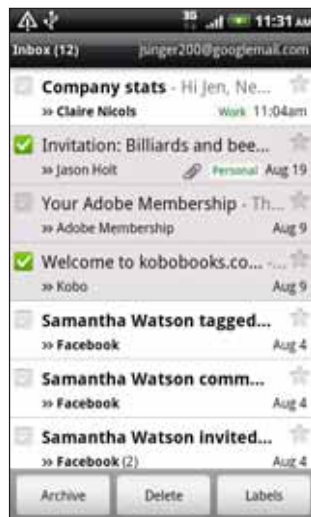 3G 11:31 AM
Inbox (12) jsinger200@googlemail.com
Company stats - Hi Jen, Ne...
» Claire Nicols Work 11:04am
Invitation: Billiards and bee...
» Jason Holt Personal Aug 19
Your Adobe Membership - Th...
» Adobe Membership Aug 9
Welcome to kobobooks.co... -...
» Kobo Aug 9
Samantha Watson tagged...
» Facebook Aug 4
Samantha Watson comm...
» Facebook Aug 4
Samantha Watson invited...
» Facebook (2) Aug 4
Archive Delete Labels